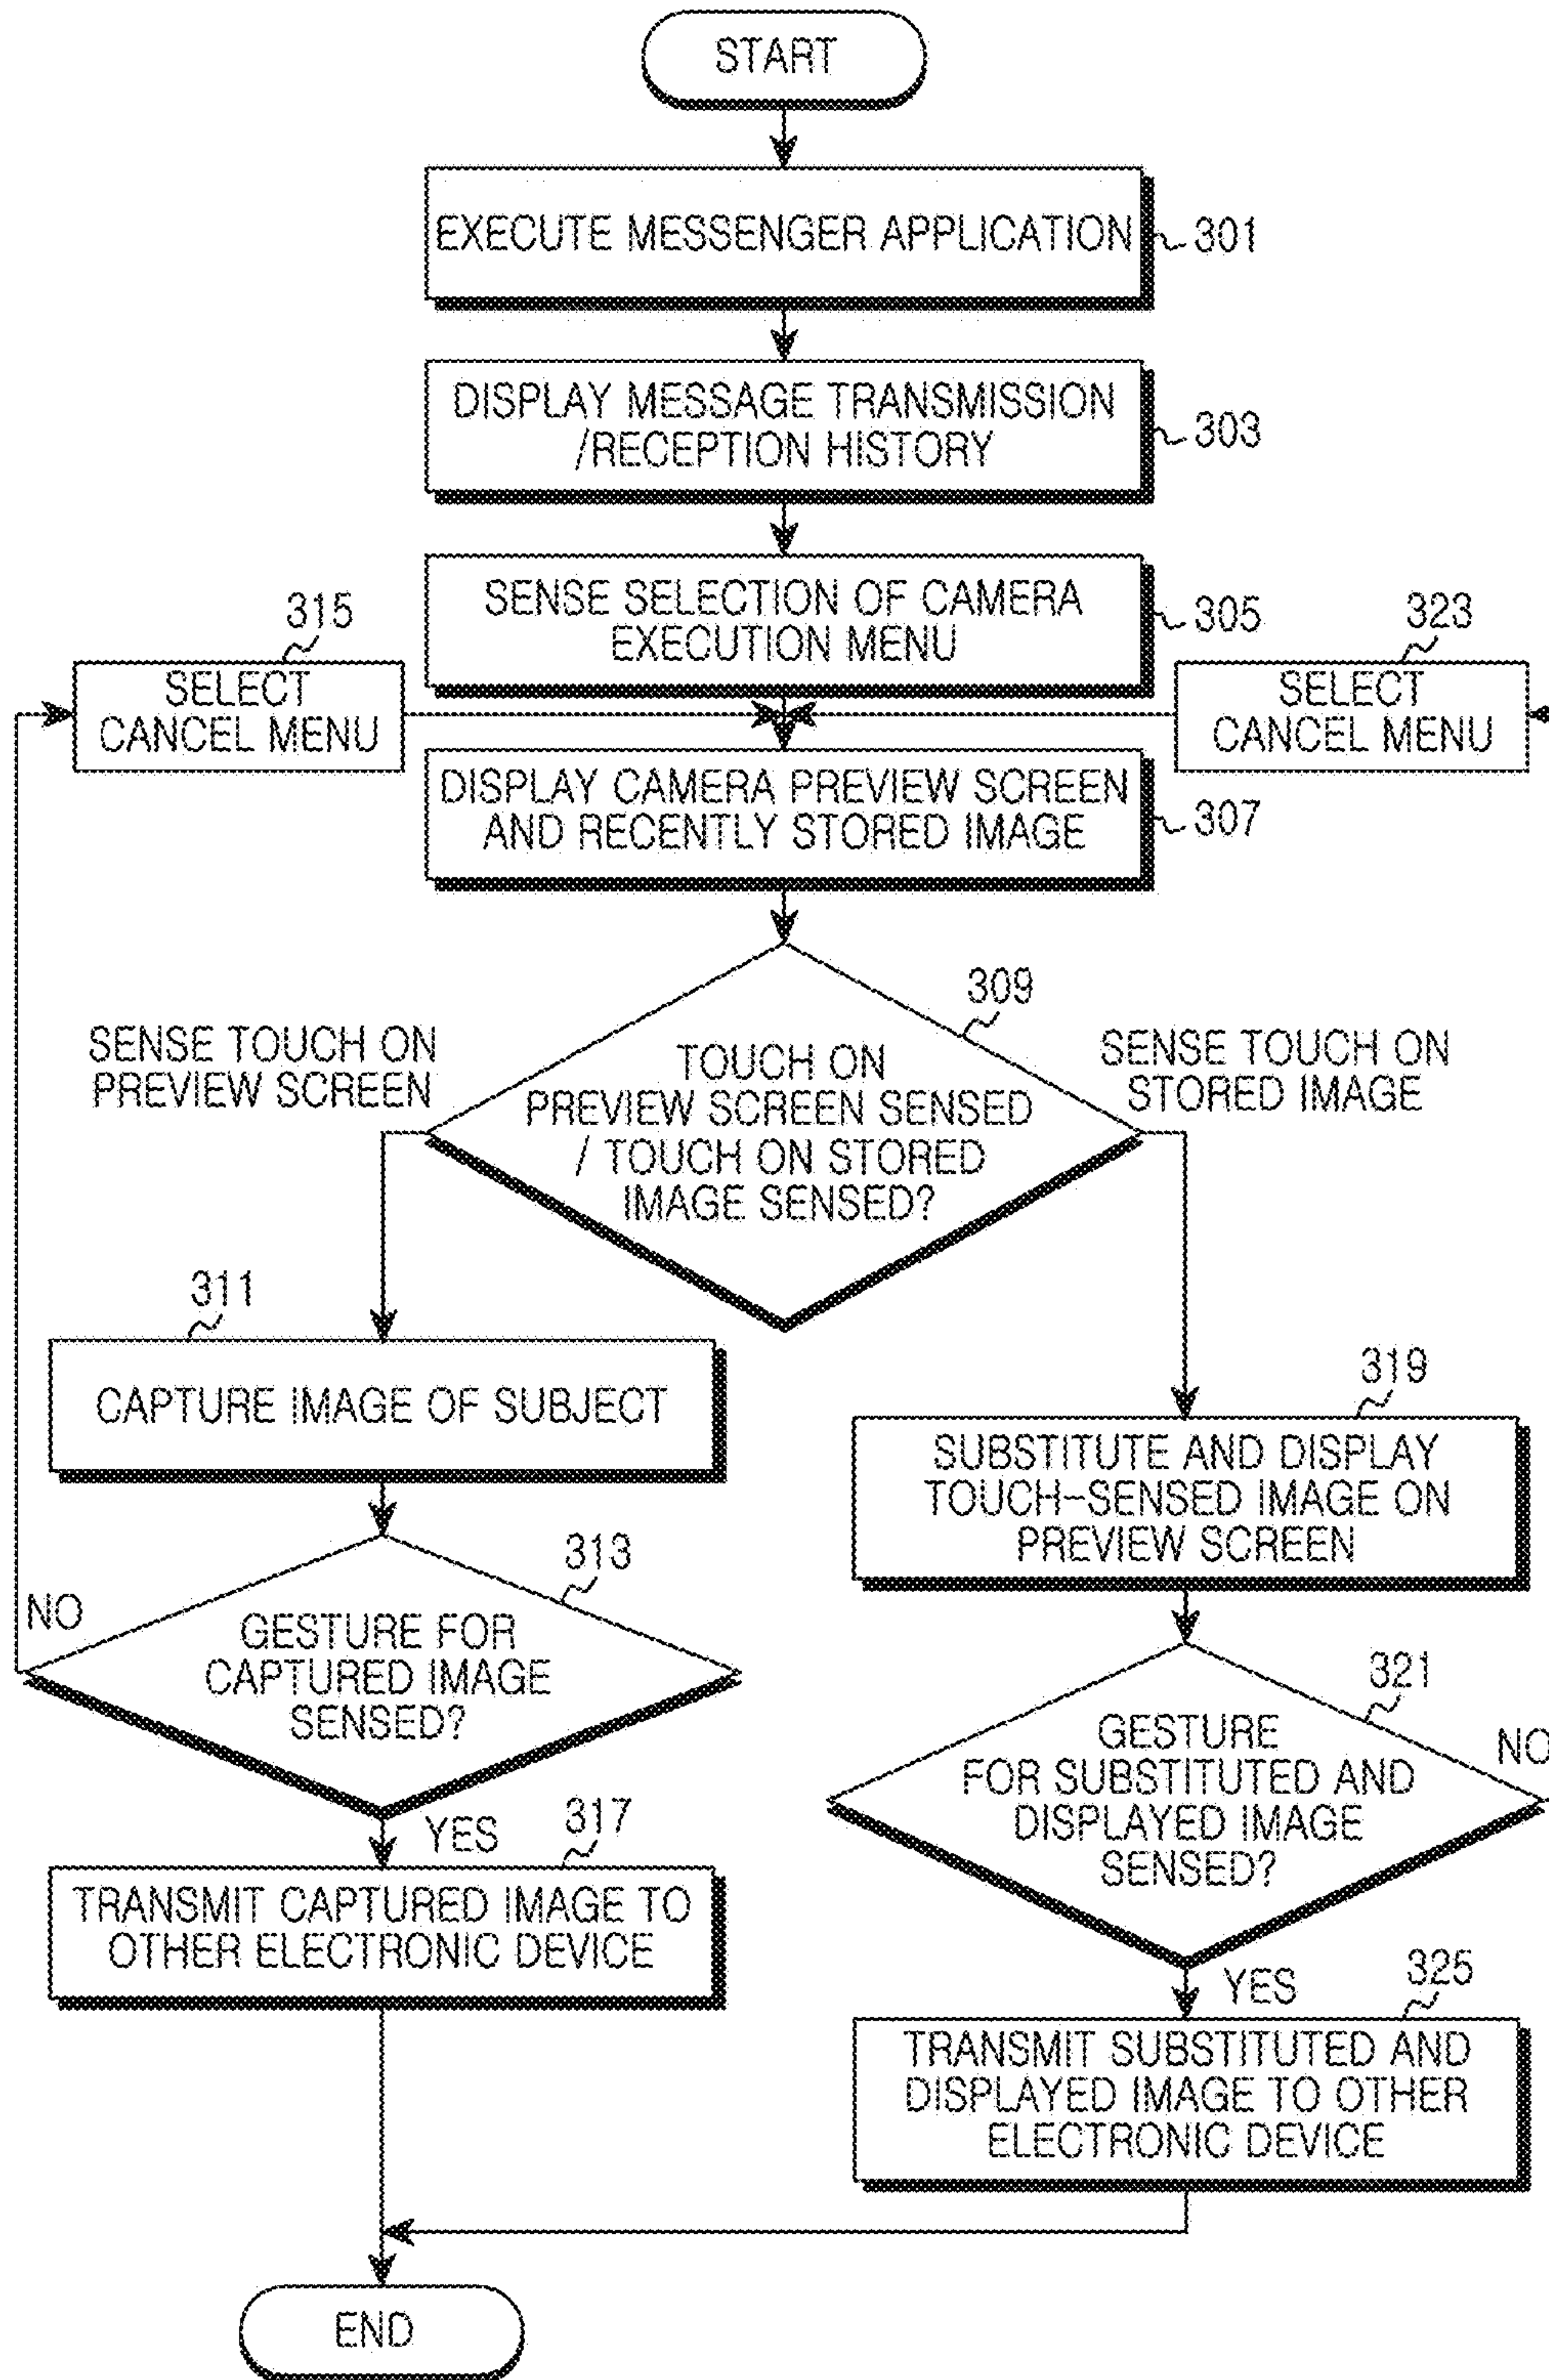 START
EXECUTE MESSENGER APPLICATION
301
DISPLAY MESSAGE TRANSMISSION
/RECEPTION HISTORY
303
SENSE SELECTION OF CAMERA
EXECUTION MENU
305
315
SELECT
CANCEL MENU
323
SELECT
CANCEL MENU
DISPLAY CAMERA PREVIEW SCREEN
AND RECENTLY STORED IMAGE
307
309
TOUCH ON
PREVIEW SCREEN SENSED
/ TOUCH ON STORED
IMAGE SENSED?
SENSE TOUCH ON
PREVIEW SCREEN
SENSE TOUCH ON
STORED IMAGE
311
CAPTURE IMAGE OF SUBJECT
313
NO
GESTURE FOR
CAPTURED IMAGE
SENSED?
YES
317
TRANSMIT CAPTURED IMAGE TO
OTHER ELECTRONIC DEVICE
319
SUBSTITUTE AND DISPLAY
TOUCH-SENSED IMAGE ON
PREVIEW SCREEN
321
NO
GESTURE
FOR SUBSTITUTED AND
DISPLAYED IMAGE
SENSED?
YES
325
TRANSMIT SUBSTITUTED AND
DISPLAYED IMAGE TO OTHER
ELECTRONIC DEVICE
END